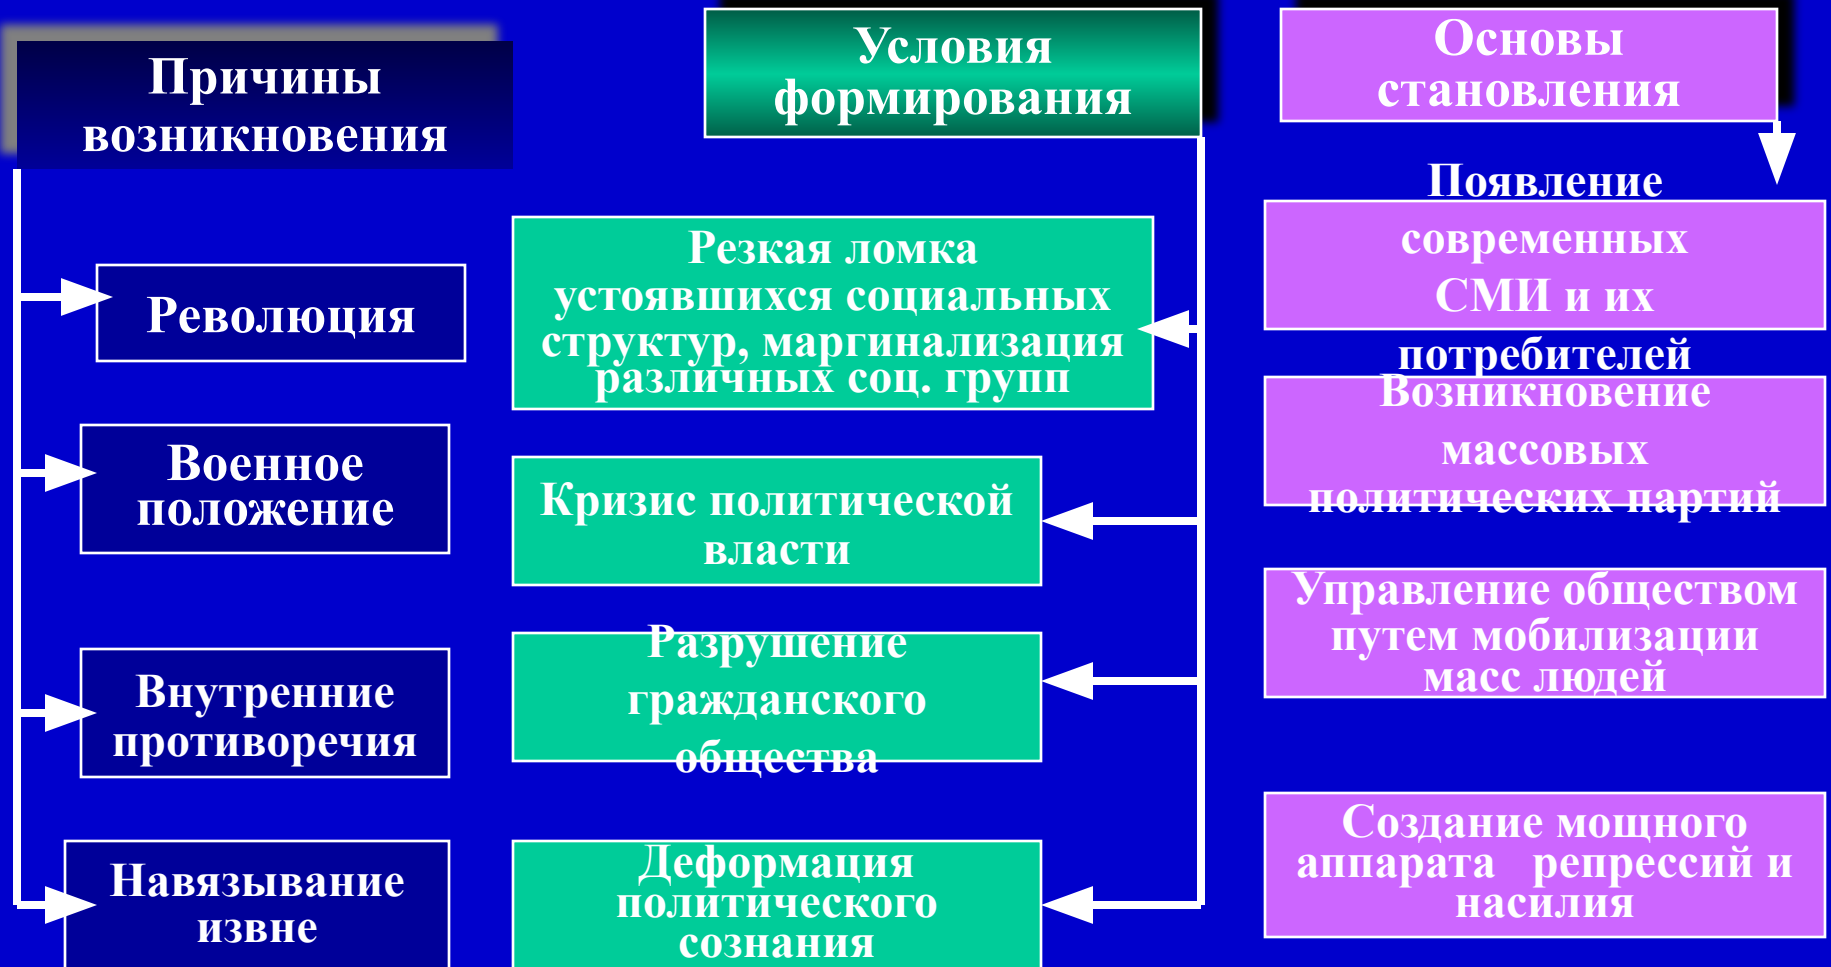 Причины
возникновения
Революция
Военное
положение
Внутренние
противоречия
Навязывание
извне
Условия
формирования
Резкая ломка
устоявшихся социальных
структур, маргинализация
различных соц. групп
Кризис политической
власти
Разрушение
гражданского
общества
Деформация
политического
сознания
Основы
становления
Появление
современных
СМИ и их
потребителей
Возникновение
массовых
политических партий
Управление обществом
путем мобилизации
масс людей
Создание мощного
аппарата репрессий и
насилия